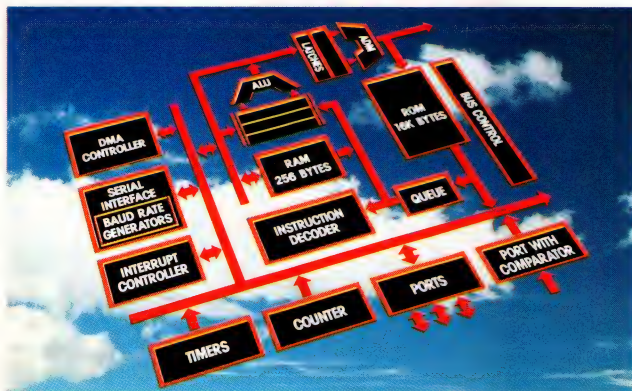 LATCHES
ADM
ALU
ROM
16K BYTES
BUS CONTROL
DMA
CONTROLLER
RAM
256 BYTES
SERIAL
INTERFACE
BAUD RATE
GENERATORS
QUEUE
INSTRUCTION
DECODER
INTERRUPT
CONTROLLER
PORT WITH
COMPARATOR
PORTS
COUNTER
TIMERS